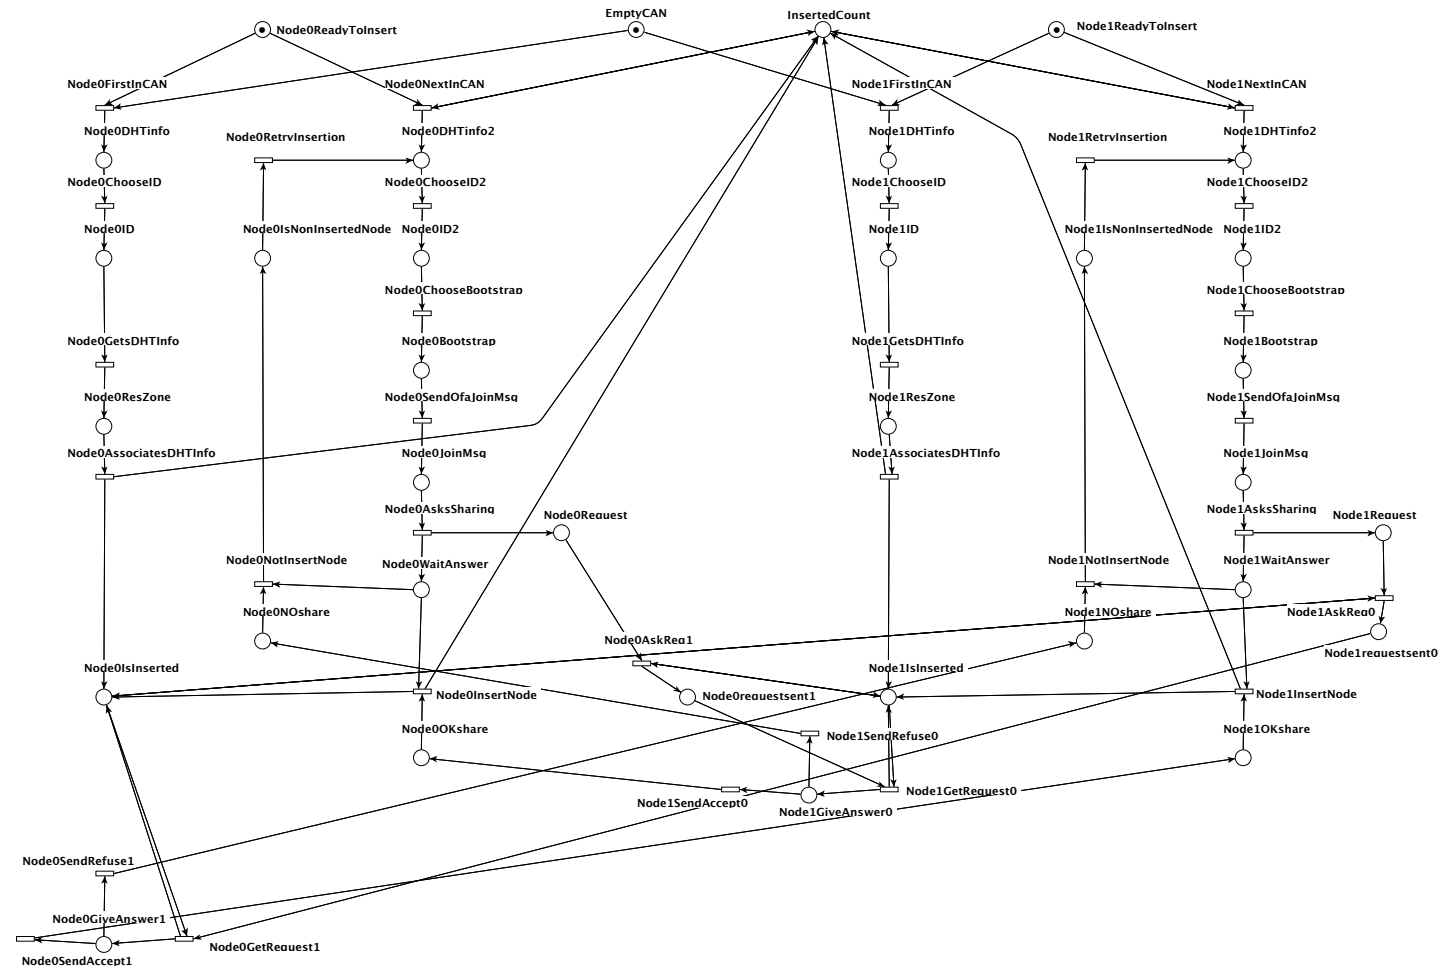 EmptyCAN
InsertedCount
Node0ReadyToInsert
Node1ReadyToInsert
Node0FirstInCAN
Node0NextInCAN
Node1FirstInCAN
Node1NextInCAN
Node0DHTinfo
Node0RetryInsertion
Node0DHTinfo2
Node1DHTinfo
Node1RetryInsertion
Node1DHTinfo2
Node0ChooseID
Node0ChooseID2
Node1ChooseID
Node1ChooseID2
Node0ID
Node0IsNonInsertedNode
Node0ID2
Node1ID
Node1IsNonInsertedNode
Node1ID2
Node0ChooseBootstrap
Node1ChooseBootstrap
Node0GetsDHTInfo
Node0Bootstrap
Node1GetsDHTInfo
Node1Bootstrap
Node0ResZone
Node0SendOfaJoinMsg
Node1ResZone
Node1SendOfaJoinMsg
Node0AssociatesDHTInfo
Node0JoinMsg
Node1AssociatesDHTInfo
Node1JoinMsg
Node0AsksSharing
Node0Request
Node1AsksSharing
Node1Request
Node0NotInsertNode
Node0WaitAnswer
Node1NotInsertNode
Node1WaitAnswer
Node0NOshare
Node1NOshare
Node1AskReq0
Node0AskReq1
Node1requestsent0
Node0IsInserted
Node1IsInserted
Node0InsertNode
Node0requestsent1
Node1InsertNode
Node0OKshare
Node1SendRefuse0
Node1OKshare
Node1SendAccept0
Node1GetRequest0
Node1GiveAnswer0
Node0SendRefuse1
Node0GiveAnswer1
Node0GetRequest1
Node0SendAccept1